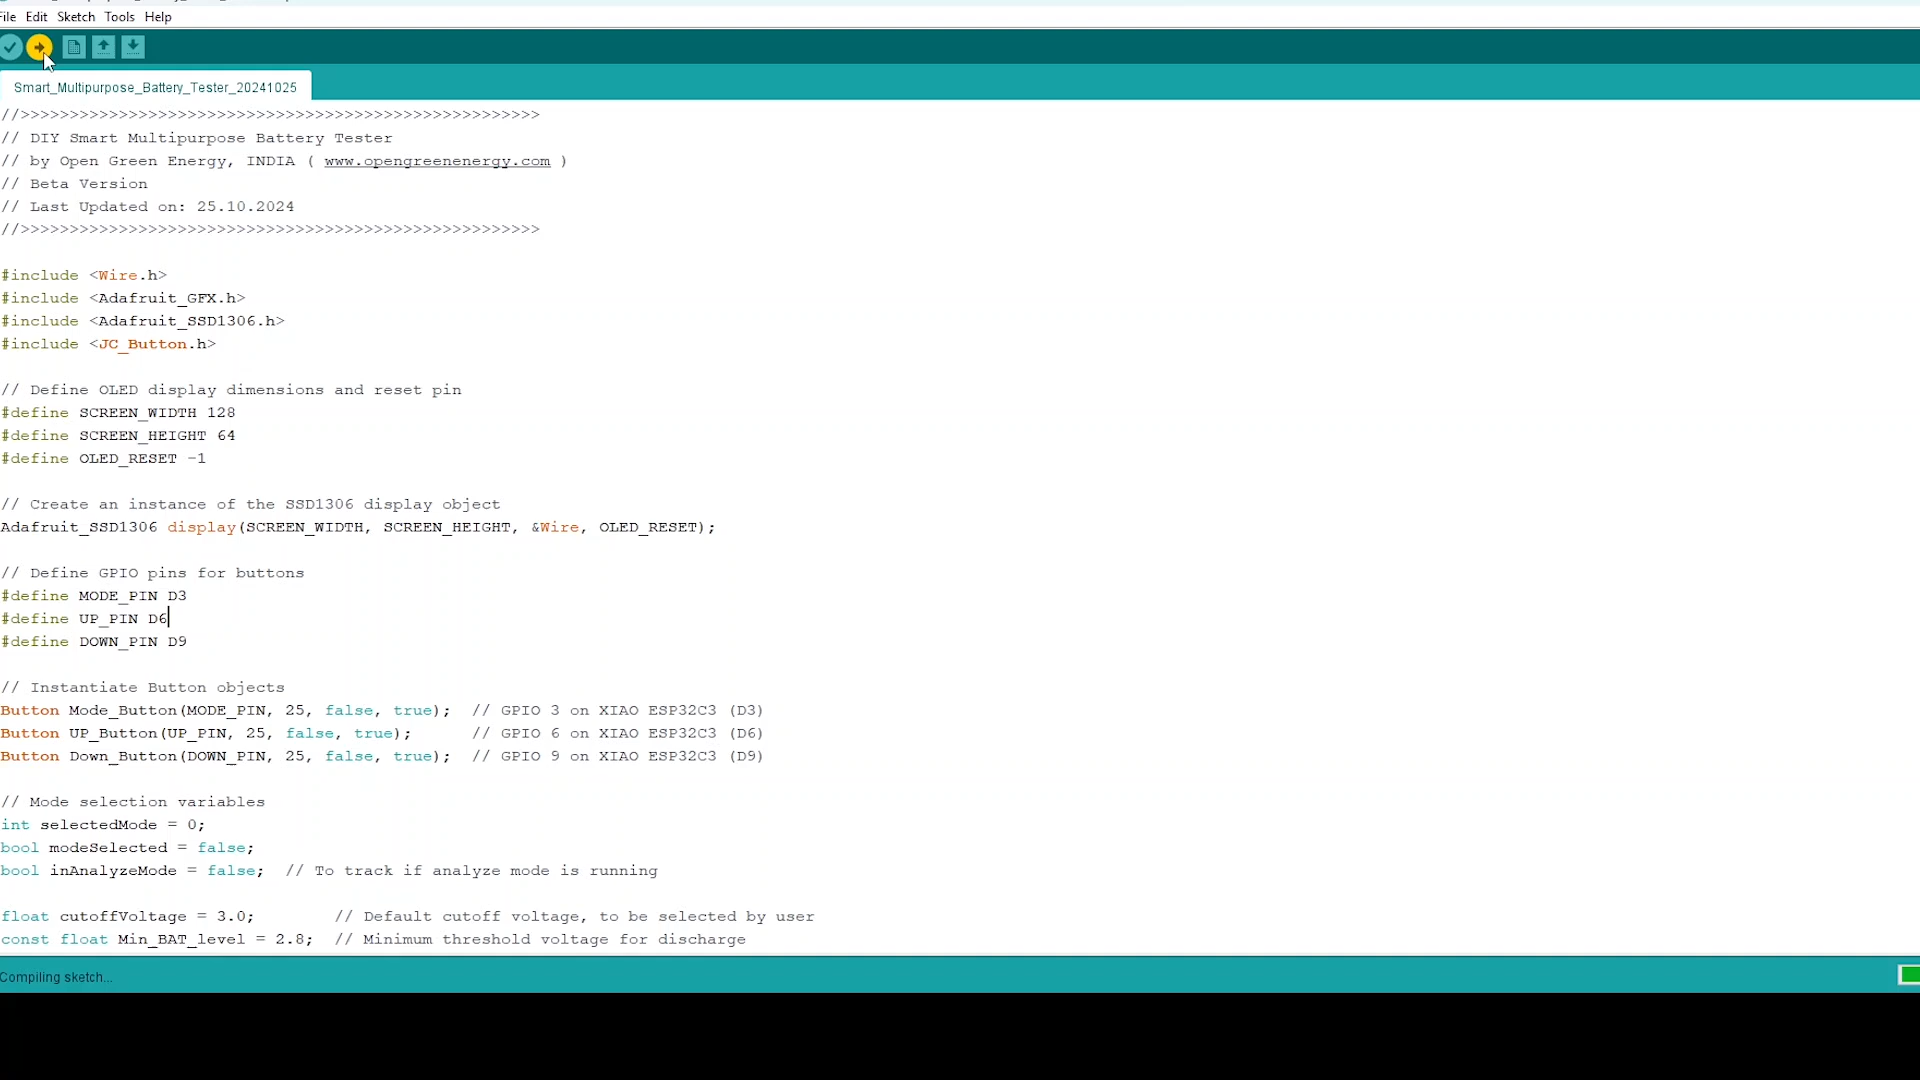 File Edit Sketch Tools Help
Smart_Multipurpose_Battery_Tester_20241025
//>>>>>>>>>>>>>>>>>>>>>>>>>>>>>>>>>>>>>>>>>>>>>>>>>>>>>
// DIY Smart Multipurpose Battery Tester
// by Open Green Energy, INDIA ( www.opengreenenergy.com )
// Beta Version
// Last Updated on: 25.10.2024
//>>>>>>>>>>>>>>>>>>>>>>>>>>>>>>>>>>>>>>>>>>>>>>>>>>>>>
#include <Wire.h>
#include <Adafruit_GFX.h>
#include <Adafruit_SSD1306.h>
#include <JC_Button.h>
// Define OLED display dimensions and reset pin
#define SCREEN_WIDTH 128
#define SCREEN_HEIGHT 64
#define OLED_RESET -1
// Create an instance of the SSD1306 display object
Adafruit_SSD1306 display(SCREEN_WIDTH, SCREEN_HEIGHT, &Wire, OLED_RESET);
// Define GPIO pins for buttons
#define MODE_PIN D3
#define UP_PIN D6
#define DOWN_PIN D9
// Instantiate Button objects
Button Mode_Button(MODE_PIN, 25, false, true);  // GPIO 3 on XIAO ESP32C3 (D3)
Button UP_Button(UP_PIN, 25, false, true);      // GPIO 6 on XIAO ESP32C3 (D6)
Button Down_Button(DOWN_PIN, 25, false, true);  // GPIO 9 on XIAO ESP32C3 (D9)
// Mode selection variables
int selectedMode = 0;
bool modeSelected = false;
bool inAnalyzeMode = false;  // To track if analyze mode is running
float cutoffVoltage = 3.0;        // Default cutoff voltage, to be selected by user
const float Min_BAT_level = 2.8;  // Minimum threshold voltage for discharge
Compiling sketch...